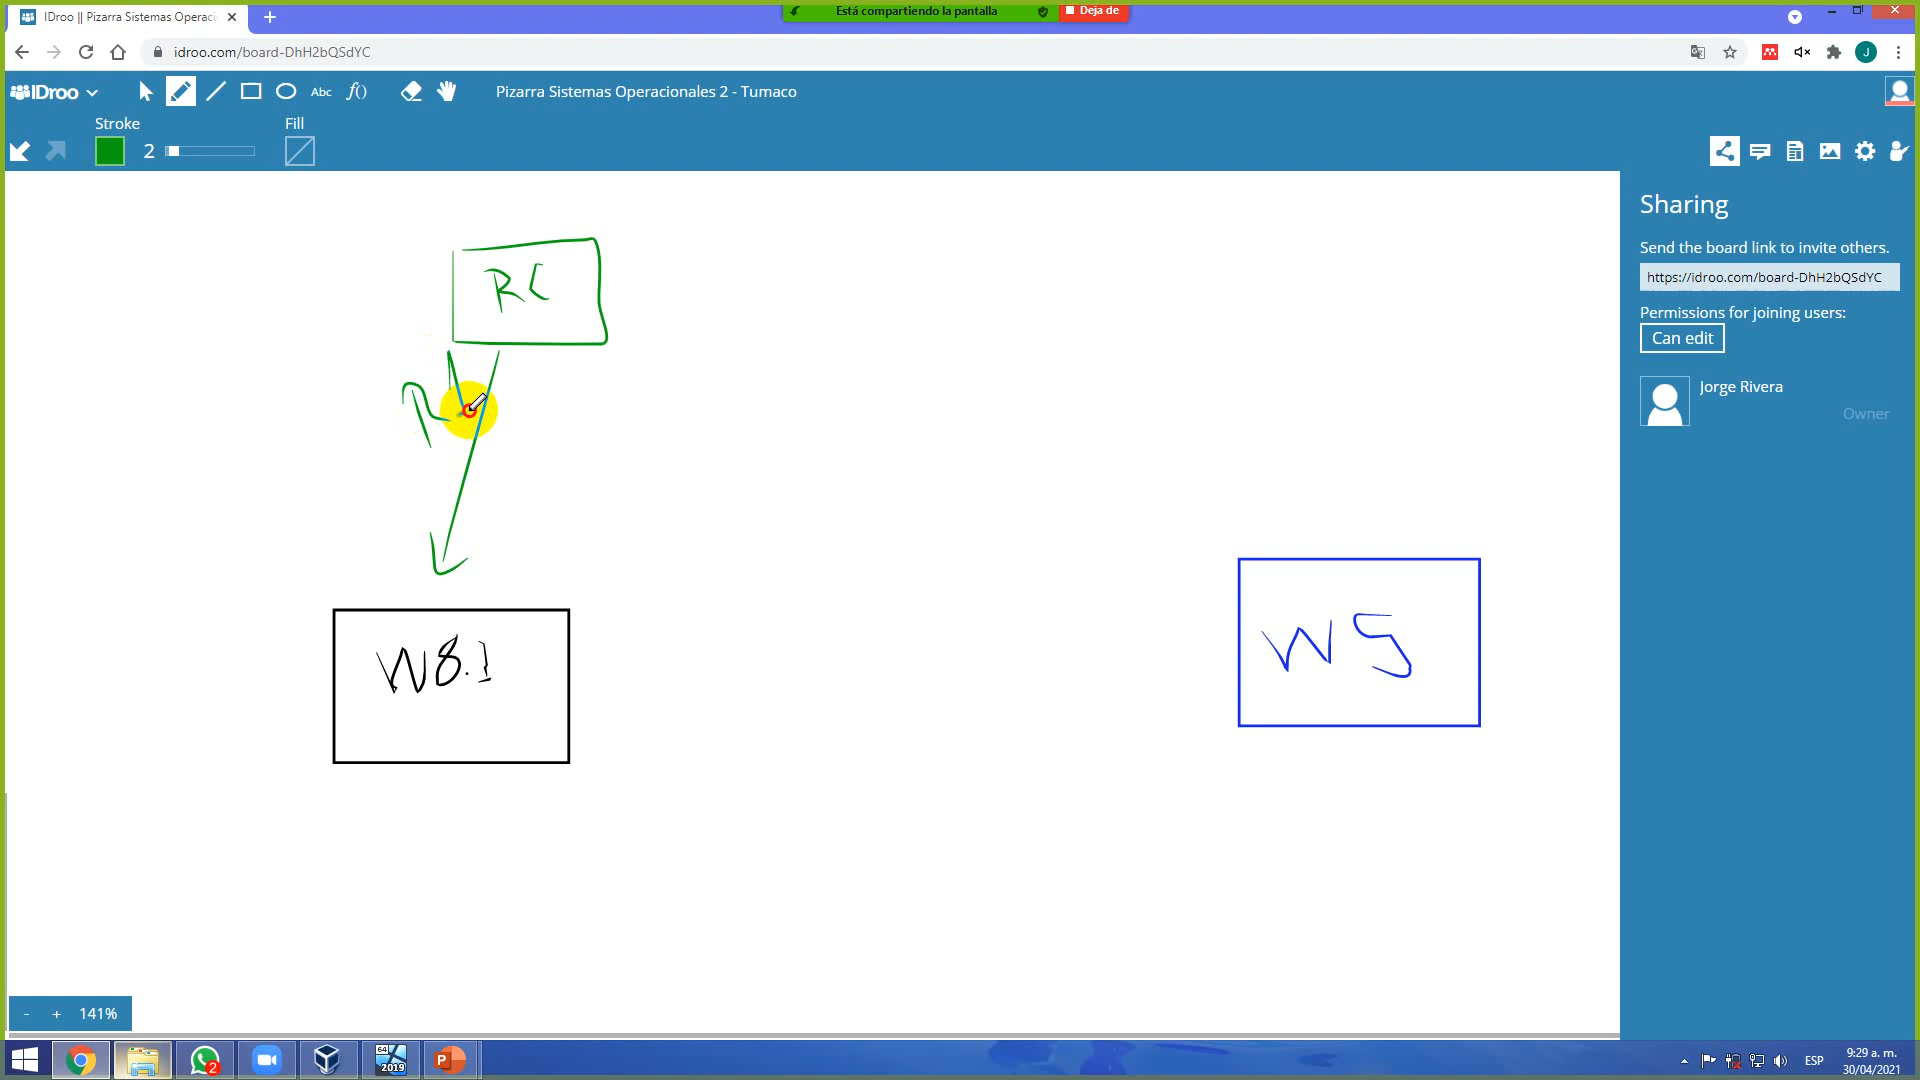 IDroo || Pizarra Sistemas Operaci
Está compartiendo la pantalla
Deja de
idroo.com/board-DhH2bQSdYC
J
IDroo
Abc
f()
Pizarra Sistemas Operacionales 2 - Tumaco
Stroke
Fill
2
Sharing
Send the board link to invite others.
https://idroo.com/board-DhH2bQSdYC
Permissions for joining users:
Can edit
Jorge Rivera
Owner
RC
W8.1
W5
- + 141%
2
64
2019
P
ESP
9:29 a. m.
30/04/2021